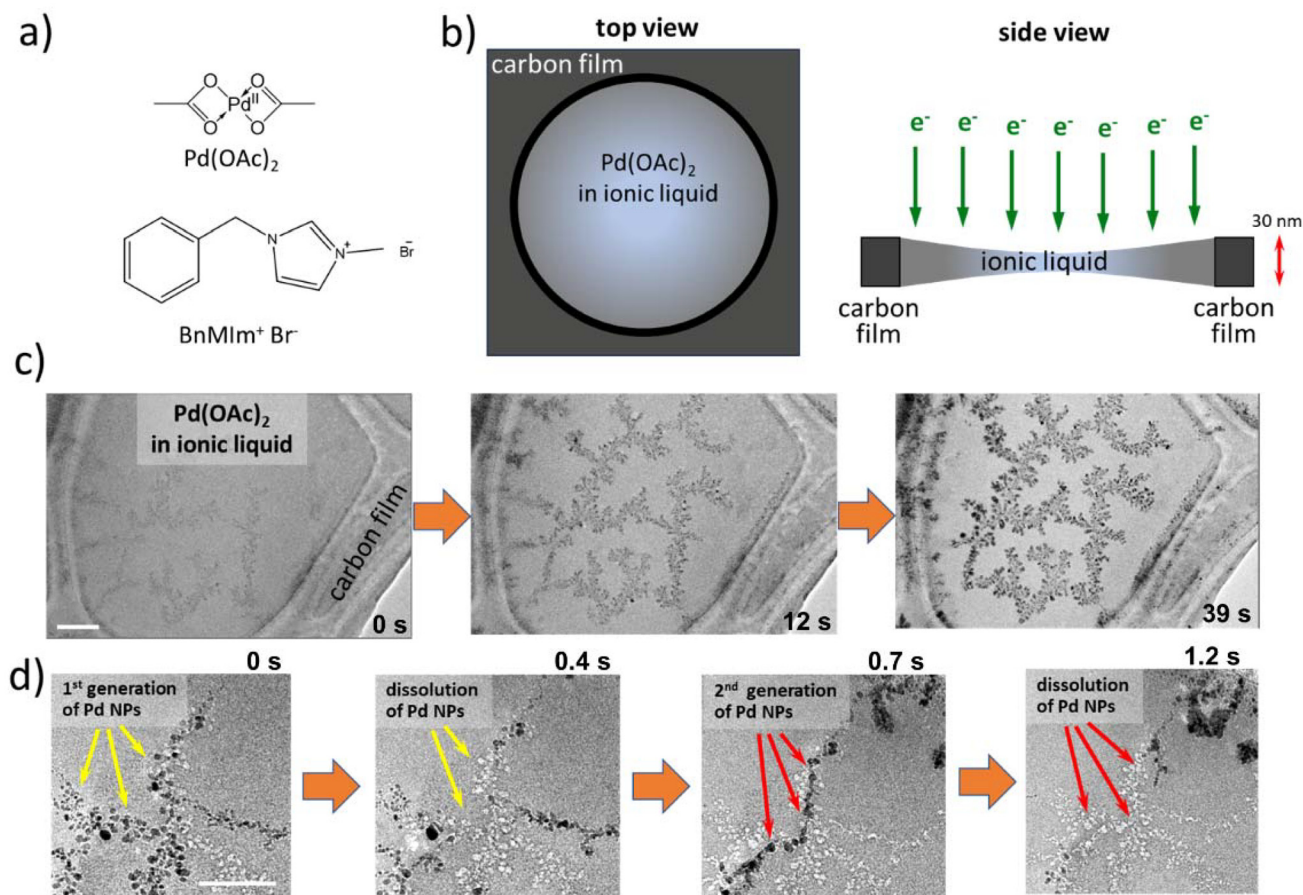 a)
O
O
Pd
II
O
O
Pd(OAc)2
N
N
+
Br
-
BnMIm+ Br-
b)
top view
carbon film
Pd(OAc)2
in ionic liquid
side view
e- e- e- e- e- e- e-
30 nm
ionic liquid
carbon
film
carbon
film
c)
Pd(OAc)2
in ionic liquid
carbon film
0 s
12 s
39 s
d)
0 s
1st generation
of Pd NPs
0.4 s
dissolution
of Pd NPs
0.7 s
2nd generation
of Pd NPs
1.2 s
dissolution
of Pd NPs